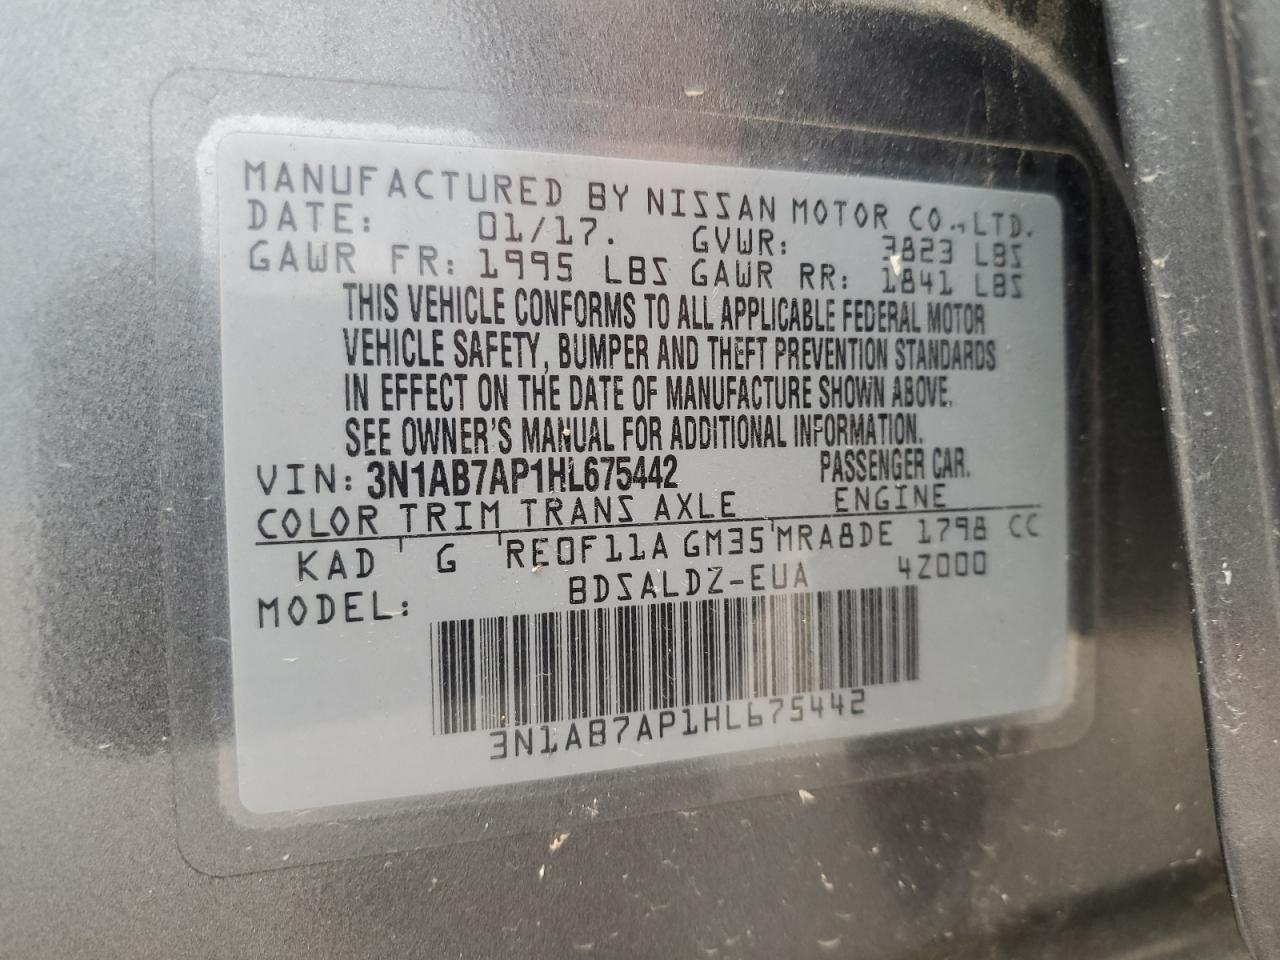 MANUFACTURED BY NISSAN MOTOR CO., LTD.
DATE: 01/17. GVWR: 3823 LBS
GAWR FR: 1995 LBS GAWR RR: 1841 LBS
THIS VEHICLE CONFORMS TO ALL APPLICABLE FEDERAL MOTOR
VEHICLE SAFETY, BUMPER AND THEFT PREVENTION STANDARDS
IN EFFECT ON THE DATE OF MANUFACTURE SHOWN ABOVE.
SEE OWNER'S MANUAL FOR ADDITIONAL INFORMATION.
VIN: 3N1AB7AP1HL675442 PASSENGER CAR.
COLOR TRIM TRANS AXLE ENGINE
KAD G RE0F11A GM35 MRA8DE 1798 CC
MODEL: BDSALDZ-EUA 4Z000
3N1AB7AP1HL675442